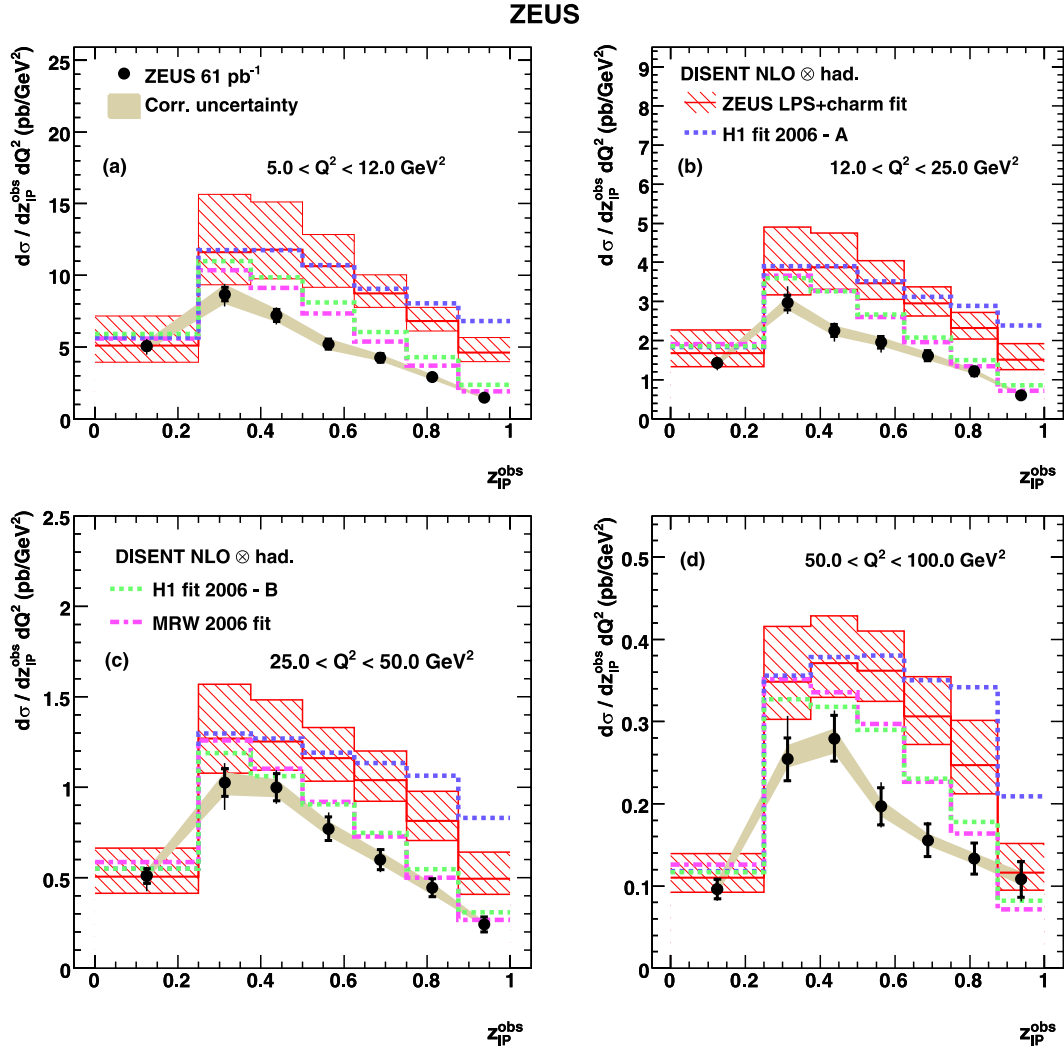 ZEUS
dσ / dz_IP^obs dQ² (pb/GeV²)
25
20
15
10
5
0
ZEUS 61 pb⁻¹
Corr. uncertainty
(a)
5.0 < Q² < 12.0 GeV²
0 0.2 0.4 0.6 0.8 1
z_IP^obs
dσ / dz_IP^obs dQ² (pb/GeV²)
9
8
7
6
5
4
3
2
1
0
DISENT NLO ⊗ had.
ZEUS LPS+charm fit
H1 fit 2006 - A
(b)
12.0 < Q² < 25.0 GeV²
0 0.2 0.4 0.6 0.8 1
z_IP^obs
dσ / dz_IP^obs dQ² (pb/GeV²)
2.5
2
1.5
1
0.5
0
DISENT NLO ⊗ had.
H1 fit 2006 - B
MRW 2006 fit
(c)
25.0 < Q² < 50.0 GeV²
0 0.2 0.4 0.6 0.8 1
z_IP^obs
dσ / dz_IP^obs dQ² (pb/GeV²)
0.5
0.4
0.3
0.2
0.1
0
(d)
50.0 < Q² < 100.0 GeV²
0 0.2 0.4 0.6 0.8 1
z_IP^obs